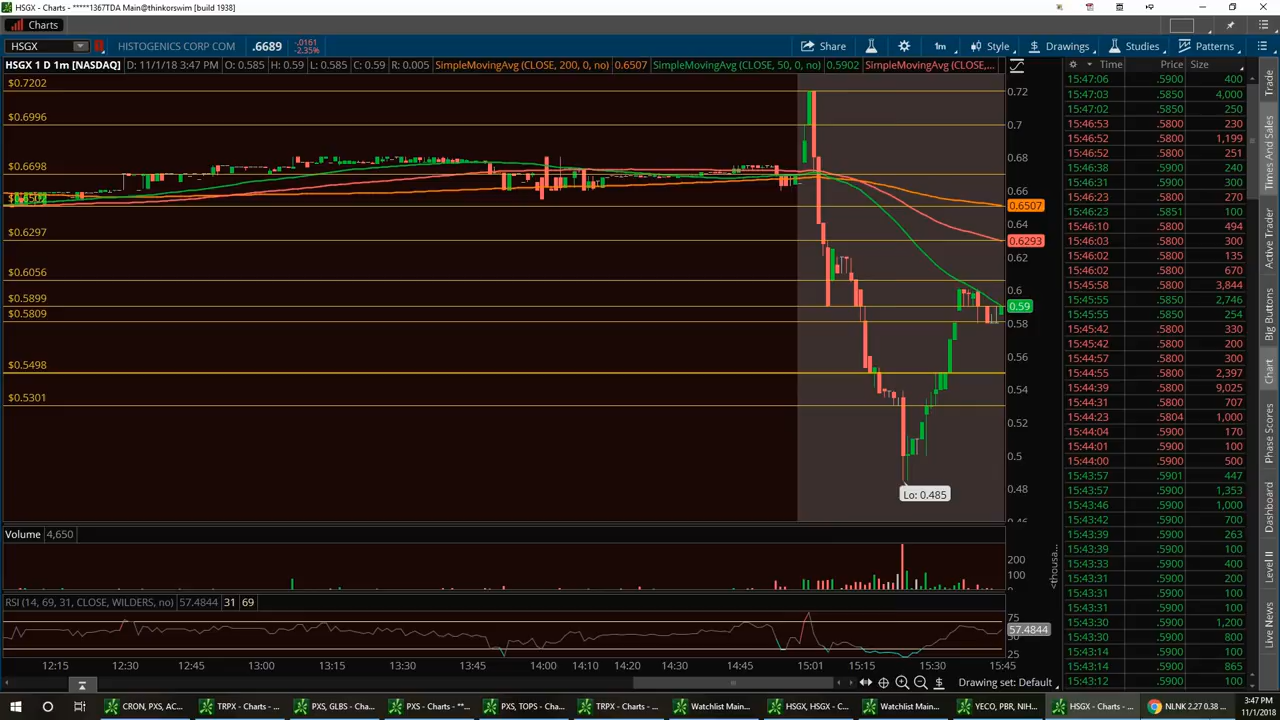 HSGX - Charts - *****1367TDA Main@thinkorswim [build 1938]
Charts
HSGX HISTOGENICS CORP COM .6689 .0161 -2.35% Share 1m Style Drawings Studies Patterns
HSGX 1 D 1m [NASDAQ] D: 11/1/18 3:47 PM O: 0.585 H: 0.59 L: 0.585 C: 0.59 R: 0.005 SimpleMovingAvg (CLOSE, 200, 0, no) 0.6507 SimpleMovingAvg (CLOSE, 50, 0, no) 0.5902 SimpleMovingAvg (CLOSE,...
$0.7202
$0.6996
$0.6698
$0.6297
$0.6056
$0.5899
$0.5809
$0.5498
$0.5301
0.72
0.7
0.68
0.66
0.6507
0.64
0.6293
0.62
0.6
0.59
0.58
0.56
0.54
0.52
0.5
0.48
0.46
Lo: 0.485
Volume 4,650
200
100
<thousa...
RSI (14, 69, 31, CLOSE, WILDERS, no) 57.4844 31 69
75
57.4844
50
25
12:15 12:30 12:45 13:00 13:15 13:30 13:45 14:00 14:10 14:20 14:30 14:45 15:01 15:15 15:30 15:45
Drawing set: Default
Time Price Size
15:47:06 .5900 400
15:47:03 .5850 4,000
15:47:02 .5850 250
15:46:53 .5800 230
15:46:52 .5800 1,199
15:46:52 .5800 251
15:46:38 .5900 240
15:46:31 .5900 300
15:46:23 .5800 270
15:46:23 .5851 100
15:46:10 .5800 494
15:46:03 .5800 300
15:46:02 .5800 135
15:46:02 .5800 670
15:45:58 .5800 3,844
15:45:55 .5850 2,746
15:45:55 .5850 254
15:45:42 .5800 330
15:45:42 .5800 200
15:44:57 .5800 300
15:44:55 .5800 2,397
15:44:39 .5800 9,025
15:44:31 .5800 707
15:44:23 .5804 1,000
15:44:04 .5900 170
15:44:01 .5900 100
15:44:00 .5900 500
15:43:57 .5901 447
15:43:57 .5900 1,353
15:43:46 .5900 1,000
15:43:42 .5900 700
15:43:39 .5900 263
15:43:39 .5900 100
15:43:33 .5900 400
15:43:31 .5900 200
15:43:31 .5900 100
15:43:31 .5900 100
15:43:30 .5900 1,200
15:43:30 .5900 800
15:43:14 .5900 100
15:43:14 .5900 865
15:43:12 .5900 100
Trade
Times And Sales
Active Trader
Big Buttons
Chart
Phase Scores
Dashboard
Level II
Live News
CRON, PXS, AC... TRPX - Charts - ... PXS, GLBS - Cha... PXS - Charts - **... PXS, TOPS - Char... TRPX - Charts - ... Watchlist Main... HSGX, HSGX - C... Watchlist Main... YECO, PBR, NIH... HSGX - Charts - ... NLNK 2.27 0.38 ...
3:47 PM
11/1/2018